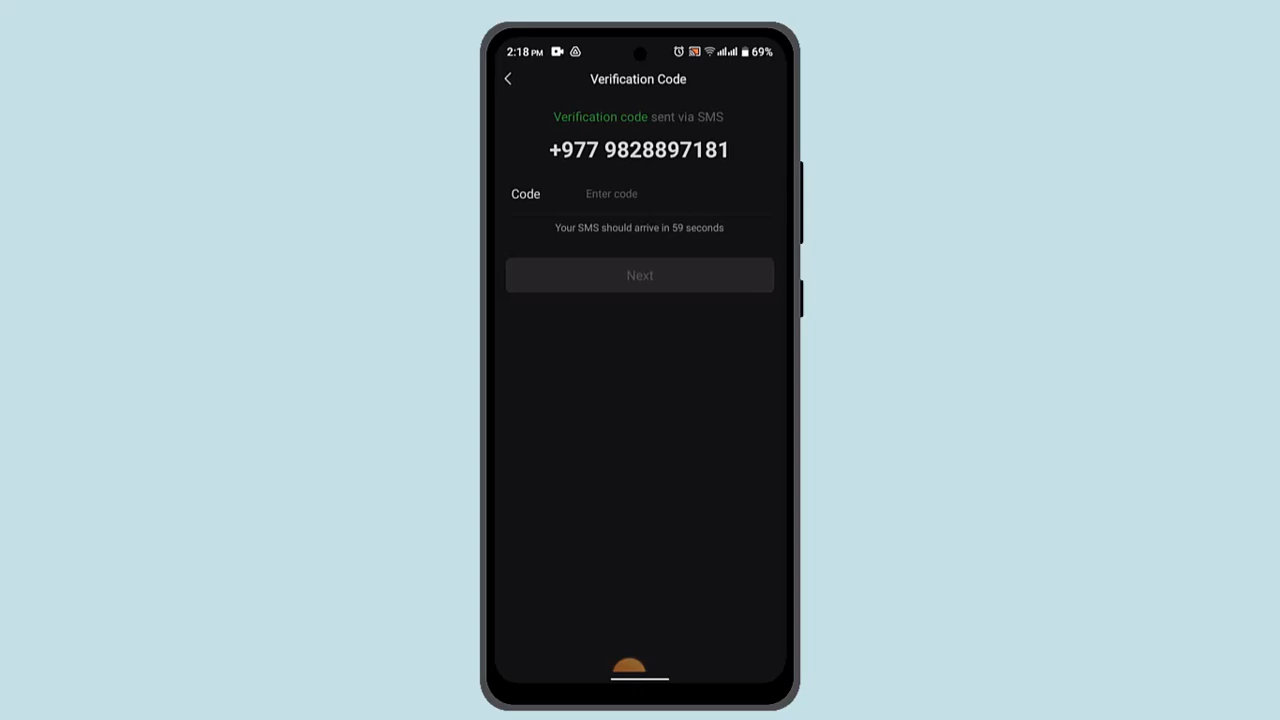 2:18 PM 69%
Verification Code
Verification code sent via SMS
+977 9828897181
Code Enter code
Your SMS should arrive in 59 seconds
Next